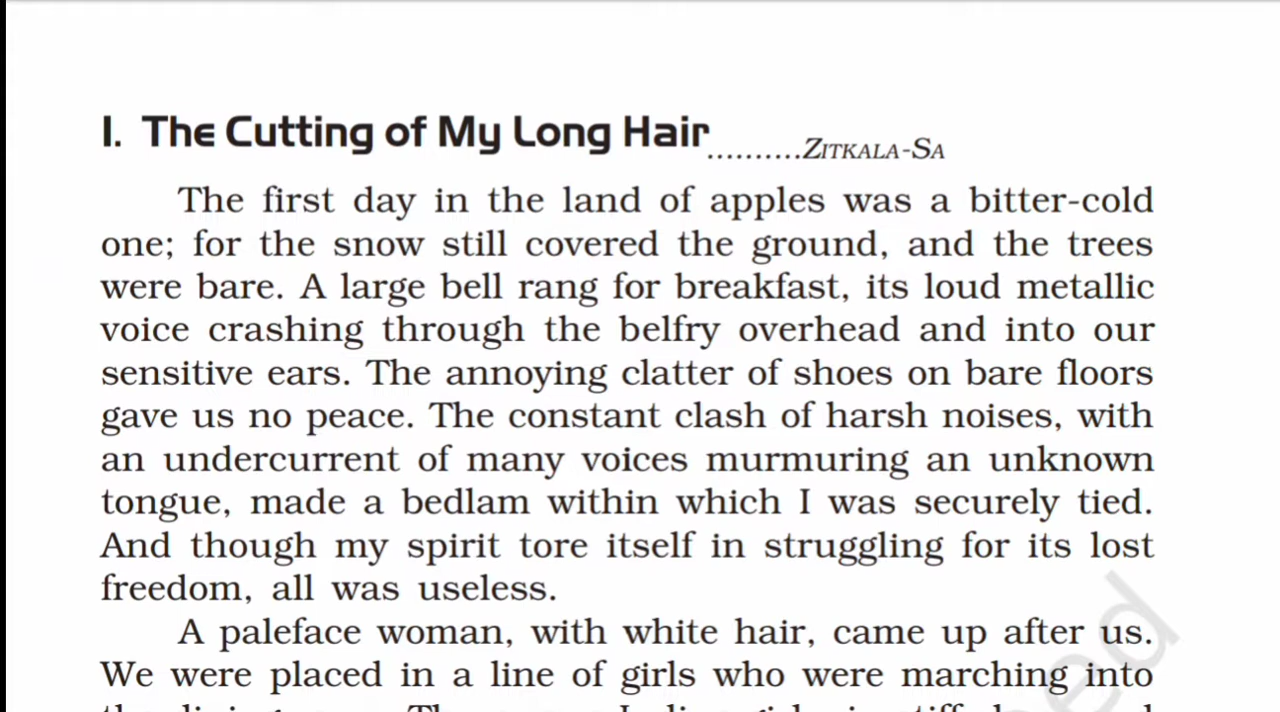 I. The Cutting of My Long Hair ..........ZITKALA-SA
The first day in the land of apples was a bitter-cold
one; for the snow still covered the ground, and the trees
were bare. A large bell rang for breakfast, its loud metallic
voice crashing through the belfry overhead and into our
sensitive ears. The annoying clatter of shoes on bare floors
gave us no peace. The constant clash of harsh noises, with
an undercurrent of many voices murmuring an unknown
tongue, made a bedlam within which I was securely tied.
And though my spirit tore itself in struggling for its lost
freedom, all was useless.
A paleface woman, with white hair, came up after us.
We were placed in a line of girls who were marching into